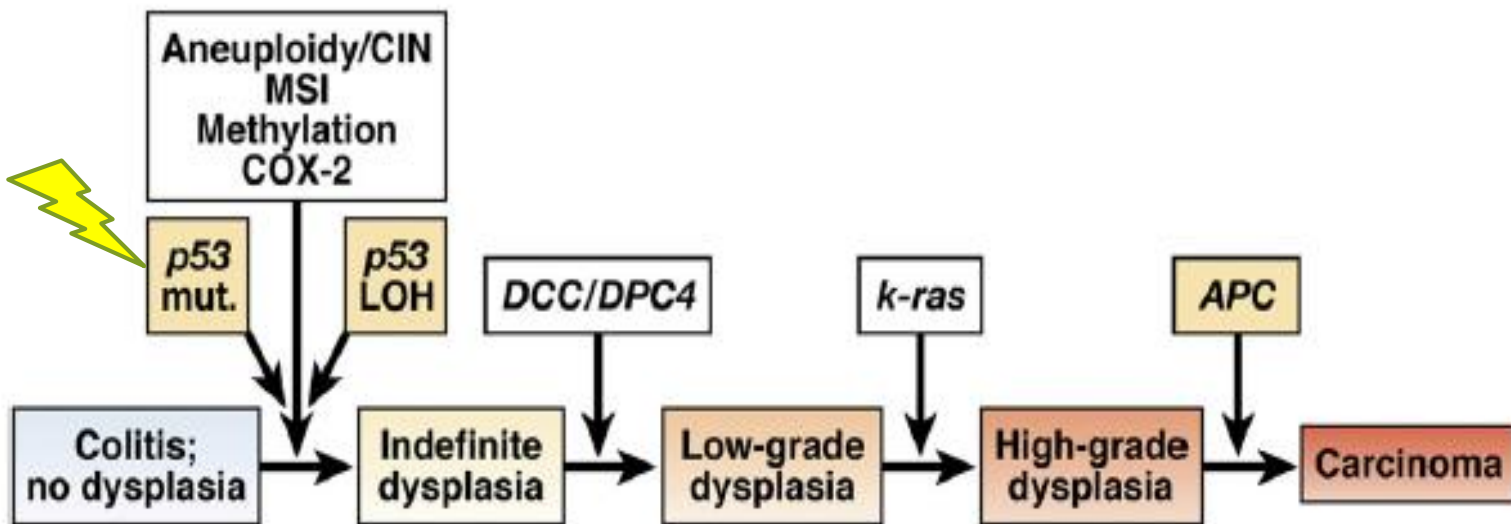 Aneuploidy/CIN
MSI
Methylation
COX-2
p53
mut.
p53
LOH
DCC/DPC4
k-ras
APC
Colitis;
no dysplasia
Indefinite
dysplasia
Low-grade
dysplasia
High-grade
dysplasia
Carcinoma